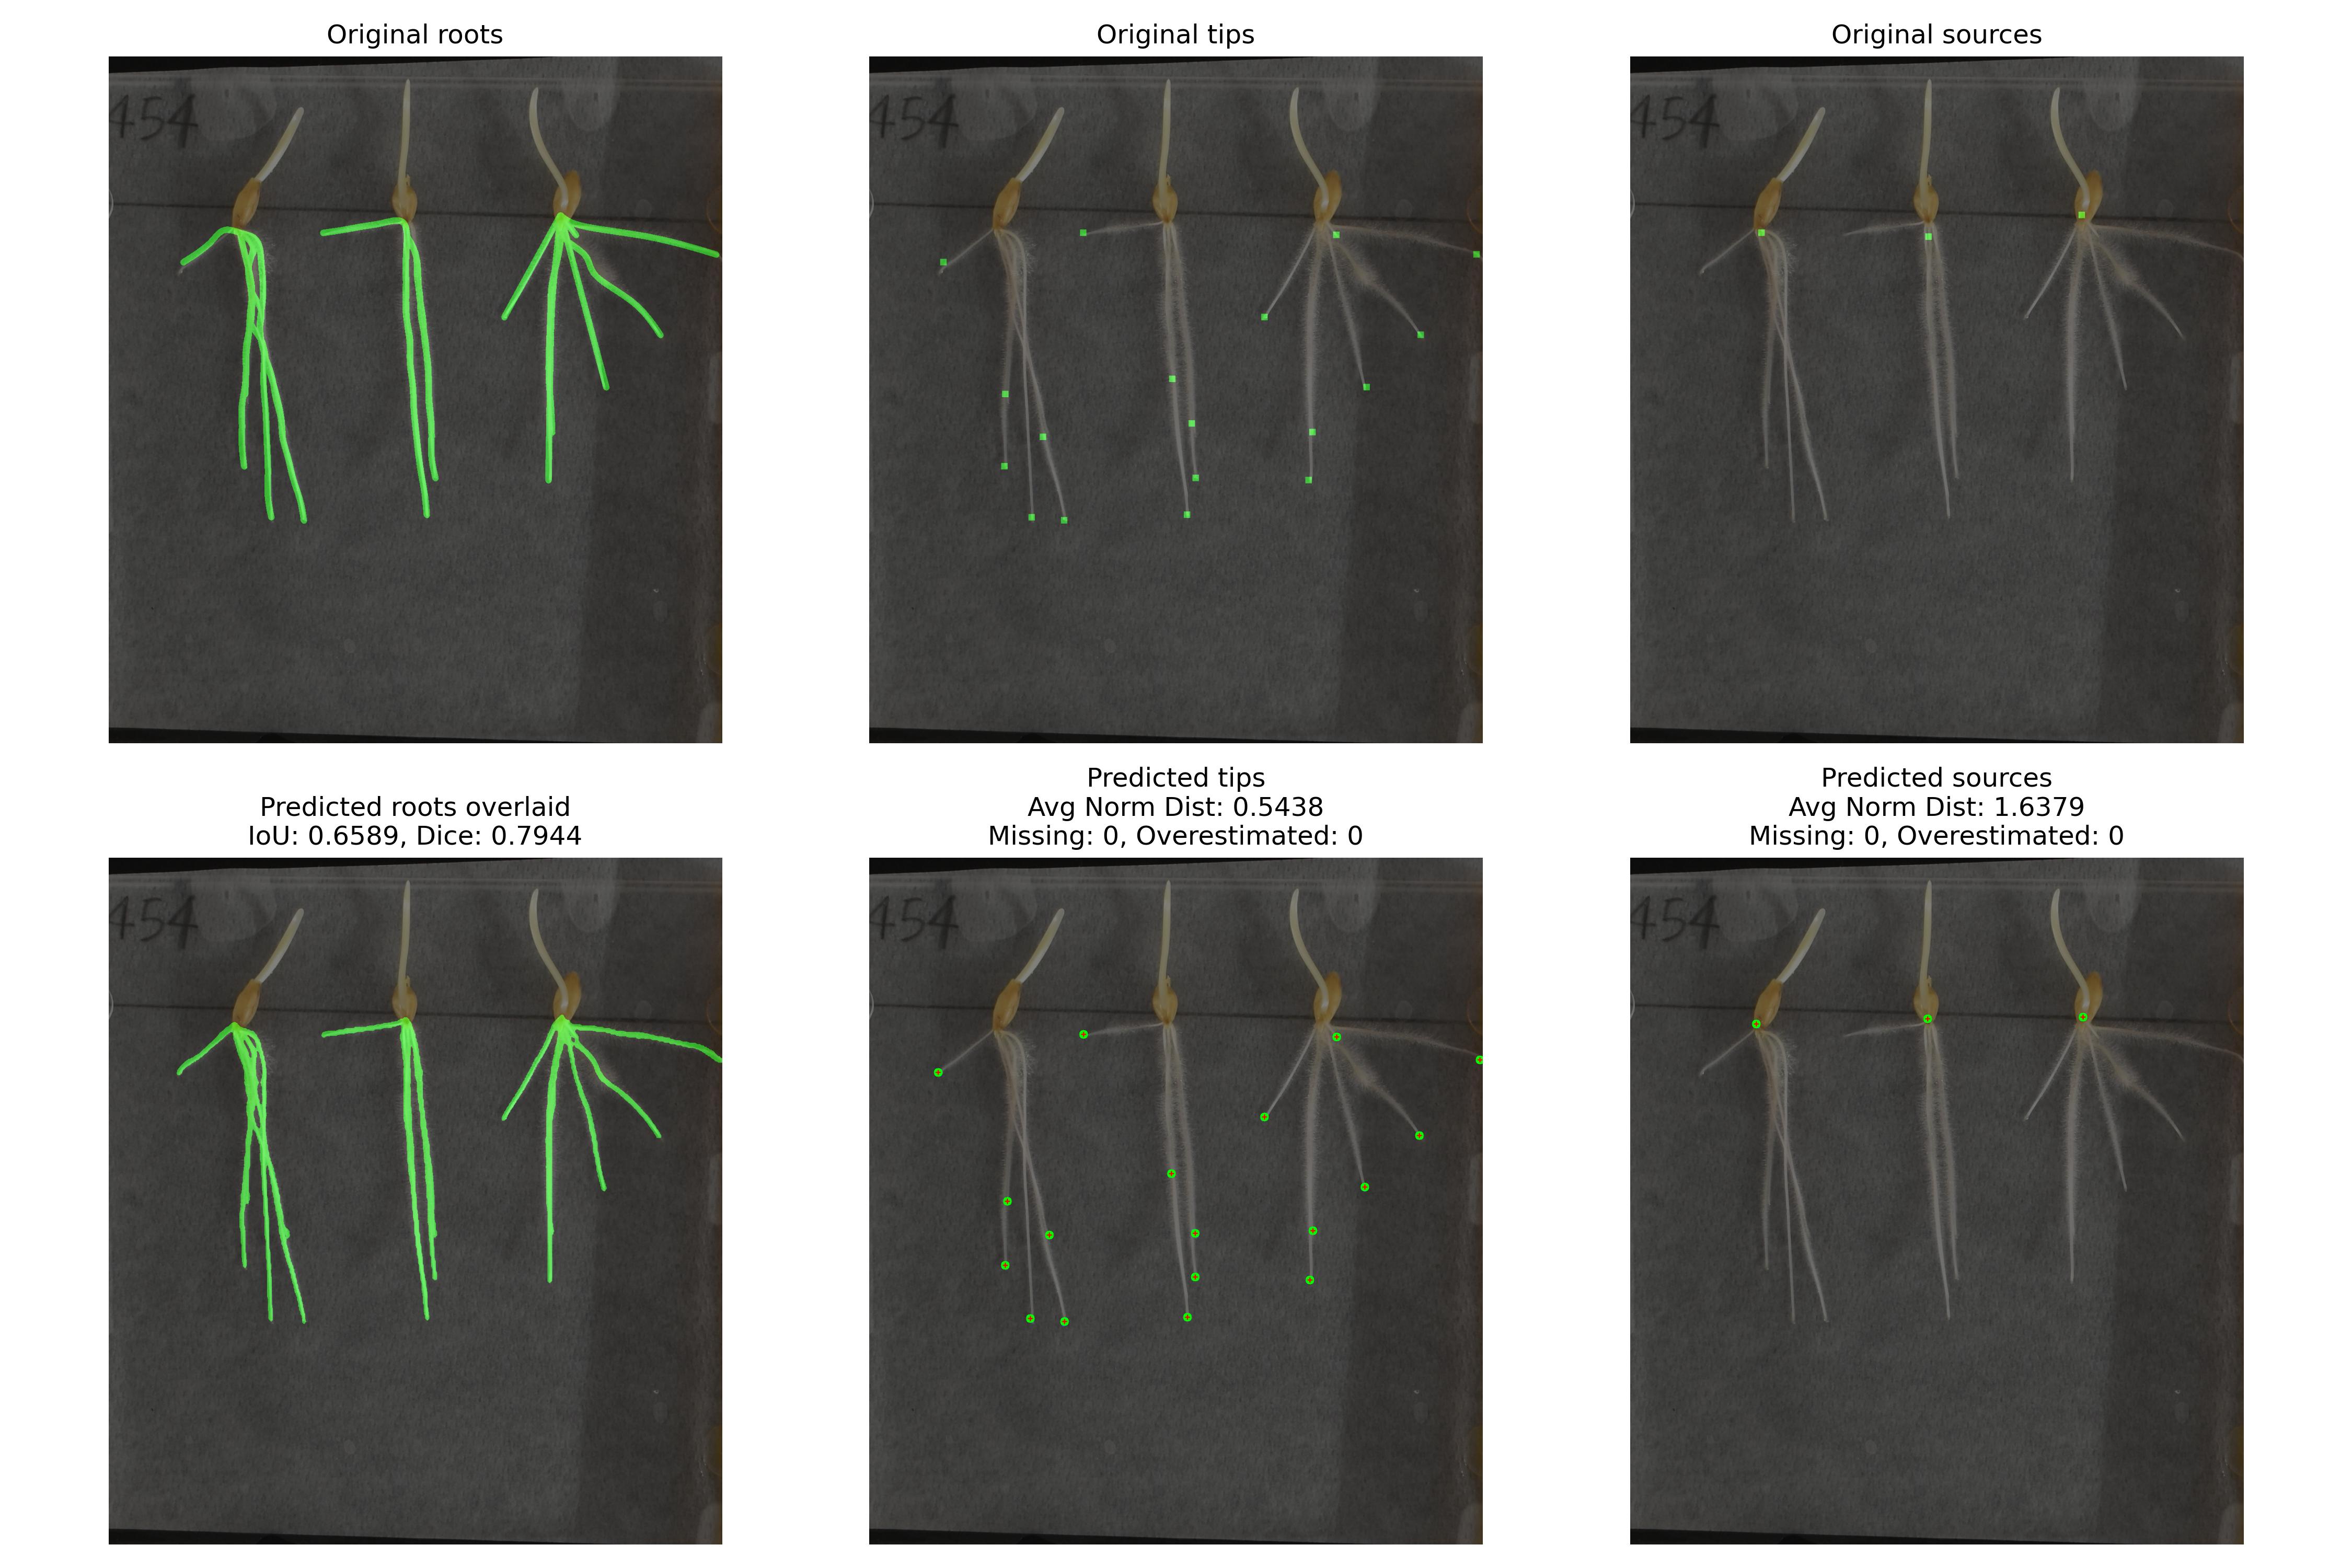 Original roots
Original tips
Original sources
454
454
454
Predicted roots overlaid
IoU: 0.6589, Dice: 0.7944
Predicted tips
Avg Norm Dist: 0.5438
Missing: 0, Overestimated: 0
Predicted sources
Avg Norm Dist: 1.6379
Missing: 0, Overestimated: 0
454
454
454